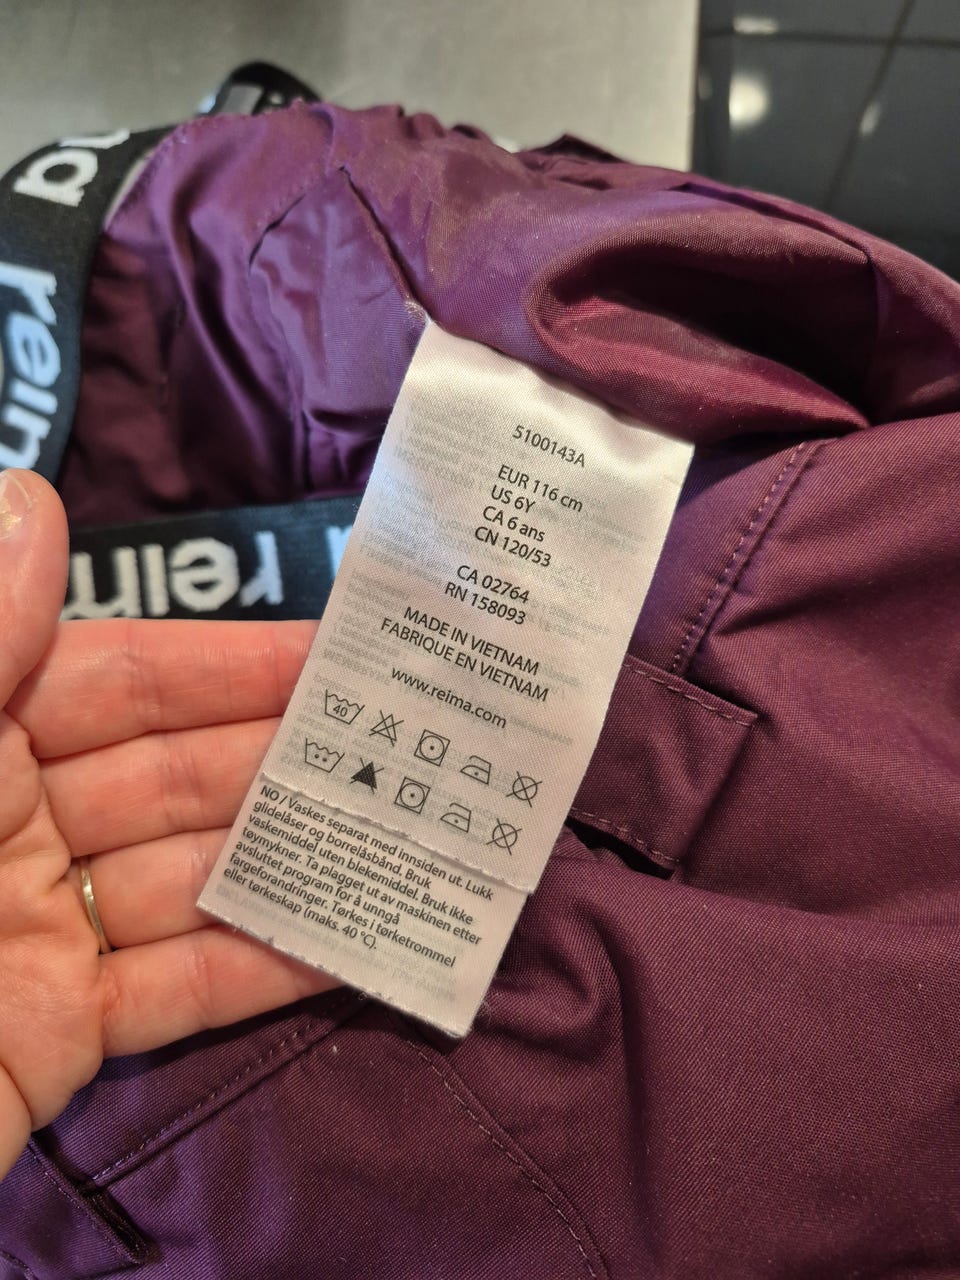 reima
reima
5100143A
EUR 116 cm
US 6Y
CA 6 ans
CN 120/53
CA 02764
RN 158093
MADE IN VIETNAM
FABRIQUE EN VIETNAM
www.reima.com
40
NO / Vaskes separat med innsiden ut. Lukk
glidelåser og borrelåsbånd. Bruk
vaskemiddel uten blekemiddel. Bruk ikke
tøymykner. Ta plagget ut av maskinen etter
avsluttet program for å unngå
fargeforandringer. Tørkes i tørketrommel
eller tørkeskap (maks. 40 °C).